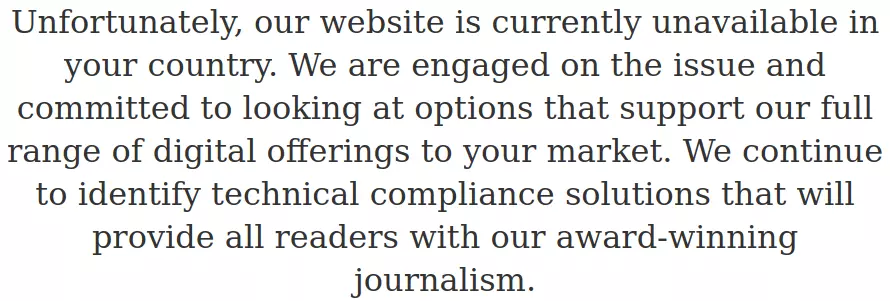 Unfortunately, our website is currently unavailable in
your country. We are engaged on the issue and
committed to looking at options that support our full
range of digital offerings to your market. We continue
to identify technical compliance solutions that will
provide all readers with our award-winning
journalism.